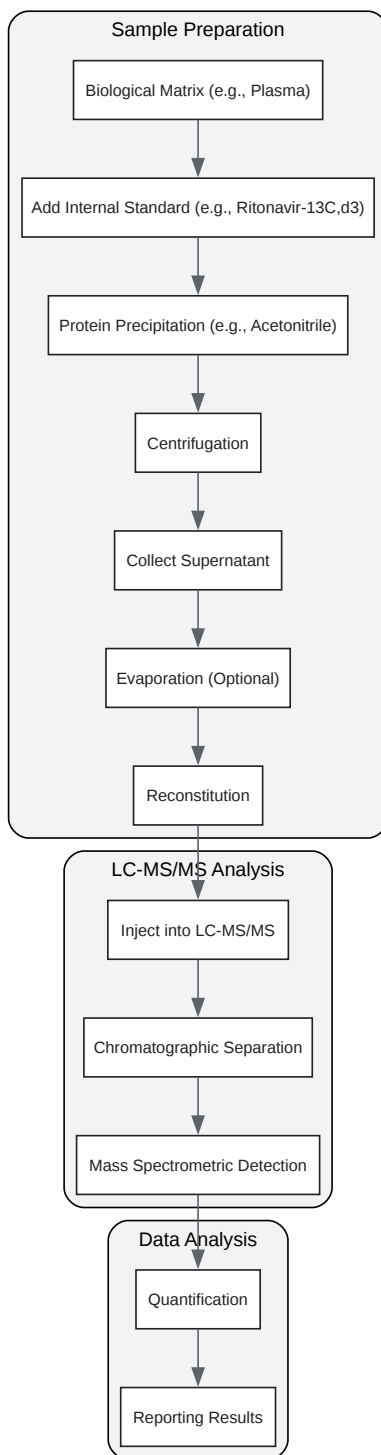 Sample Preparation
Biological Matrix (e.g., Plasma)
Add Internal Standard (e.g., Ritonavir-13C,d3)
Protein Precipitation (e.g., Acetonitrile)
Centrifugation
Collect Supernatant
Evaporation (Optional)
Reconstitution
LC-MS/MS Analysis
Inject into LC-MS/MS
Chromatographic Separation
Mass Spectrometric Detection
Data Analysis
Quantification
Reporting Results